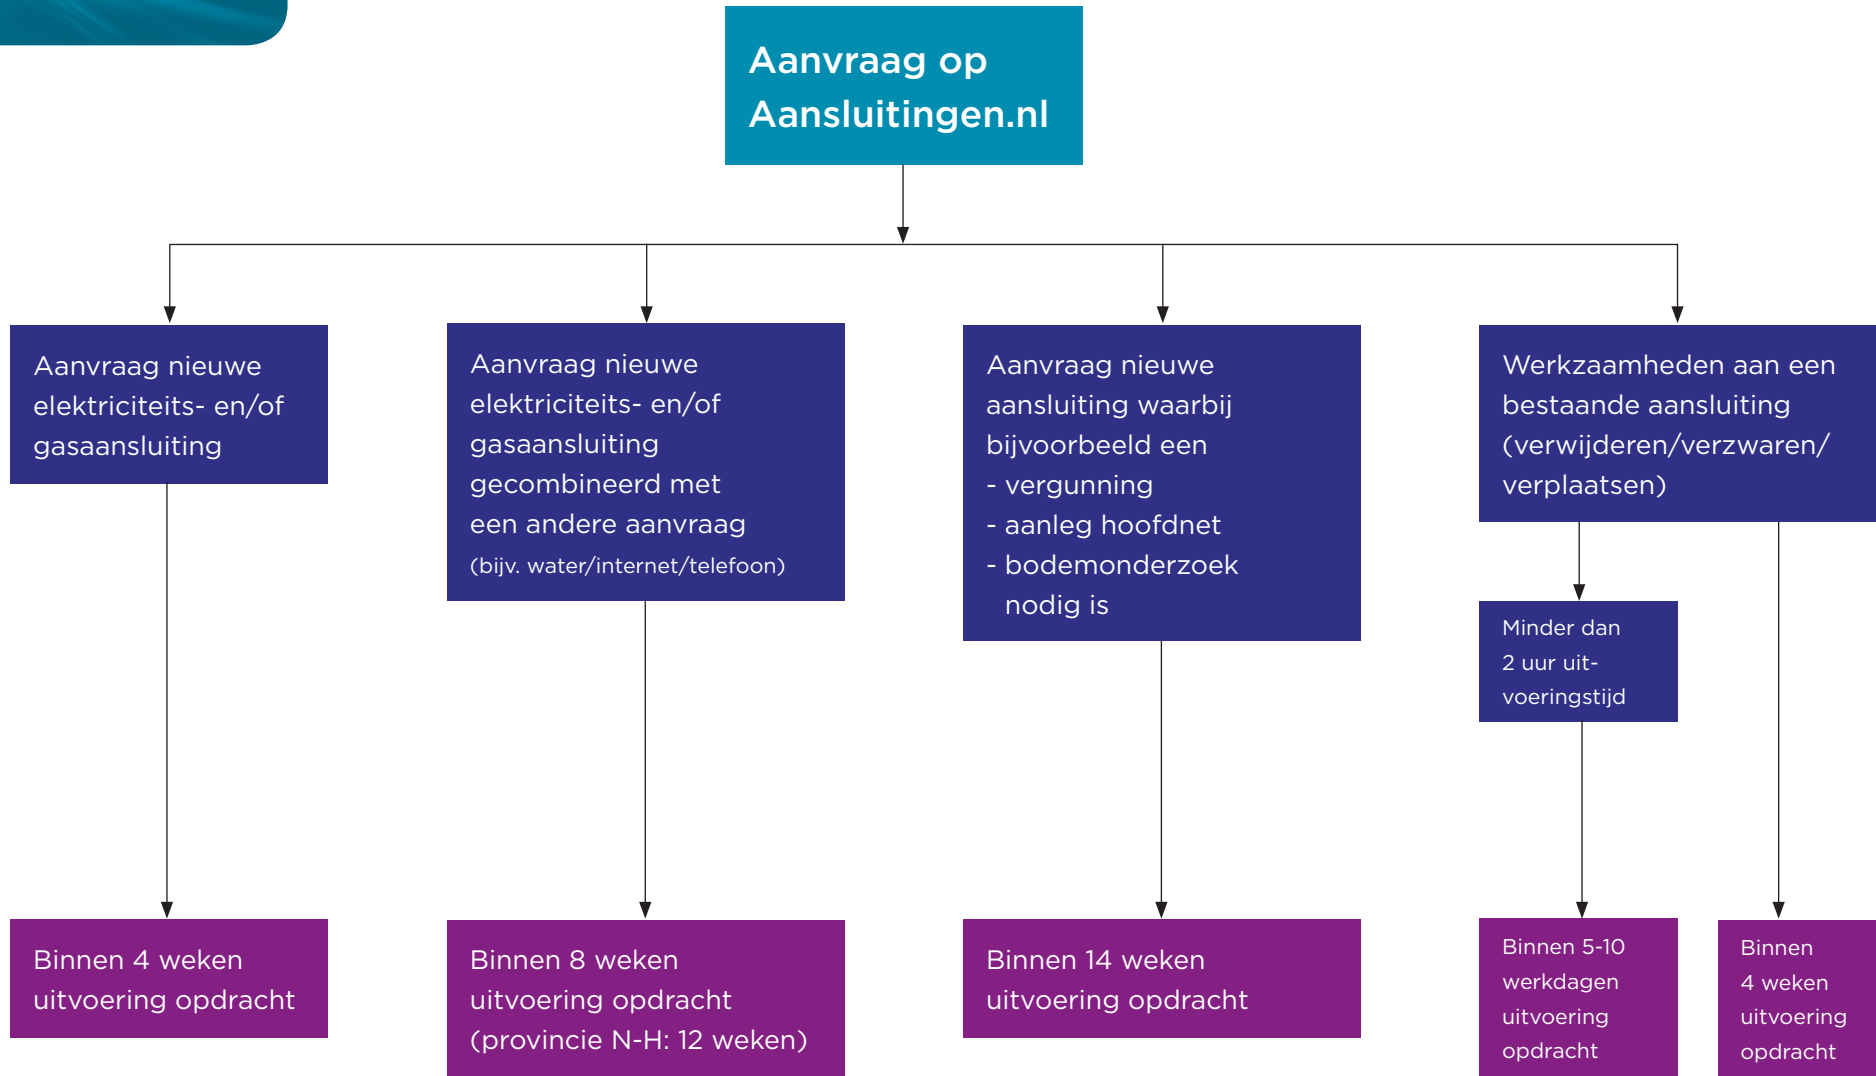 Aanvraag op
Aansluitingen.nl
Aanvraag nieuwe
elektriciteits- en/of
gasaansluiting
Aanvraag nieuwe
elektriciteits- en/of
gasaansluiting
gecombineerd met
een andere aanvraag
(bijv. water/internet/telefoon)
Aanvraag nieuwe
aansluiting waarbij
bijvoorbeeld een
- vergunning
- aanleg hoofdnet
- bodemonderzoek
nodig is
Werkzaamheden aan een
bestaande aansluiting
(verwijderen/verzwaren/
verplaatsen)
Minder dan
2 uur uit-
voeringstijd
Binnen 4 weken
uitvoering opdracht
Binnen 8 weken
uitvoering opdracht
(provincie N-H: 12 weken)
Binnen 14 weken
uitvoering opdracht
Binnen 5-10
werkdagen
uitvoering
opdracht
Binnen
4 weken
uitvoering
opdracht